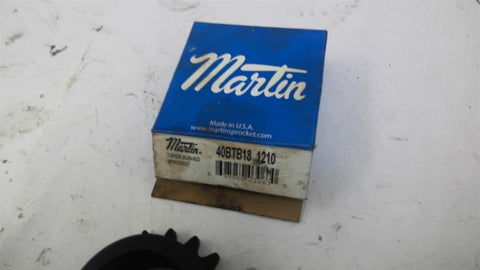 Martin
Made in U.S.A.
www.martinsprocket.com
Martin
40BTB18 1210
TAPER BUSHED
SPROCKET